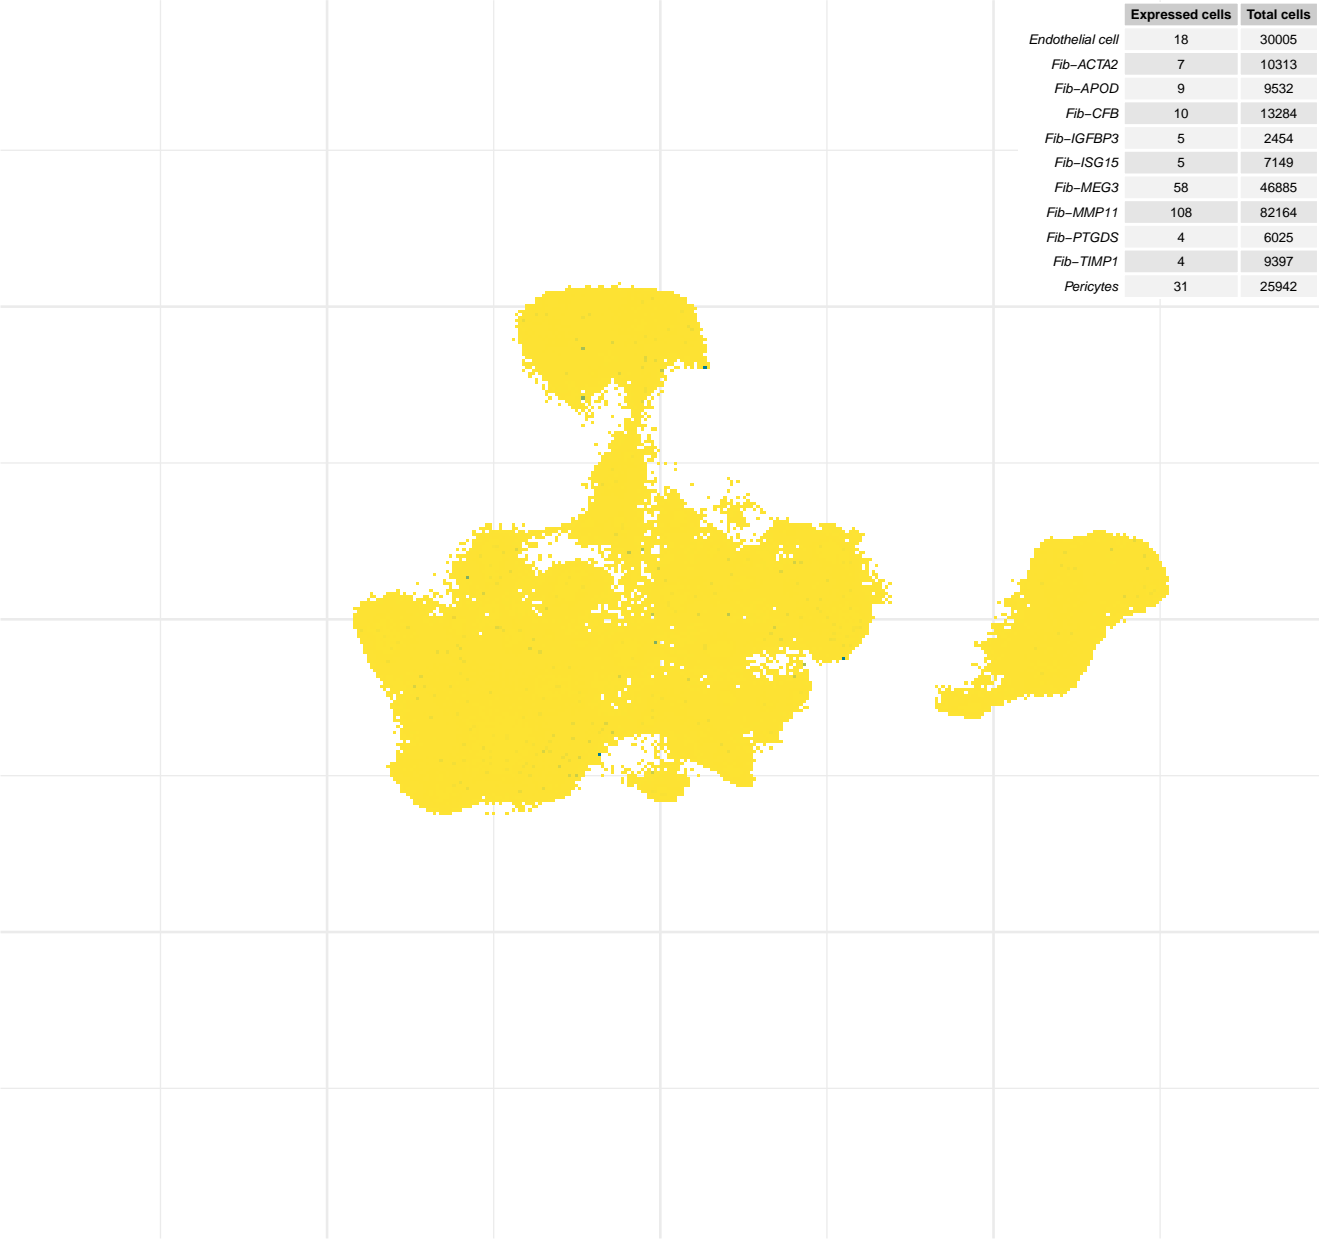 Expressed cells Total cells
Endothelial cell 18 30005
Fib−ACTA2 7 10313
Fib−APOD 9 9532
Fib−CFB 10 13284
Fib−IGFBP3 5 2454
Fib−ISG15 5 7149
Fib−MEG3 58 46885
Fib−MMP11 108 82164
Fib−PTGDS 4 6025
Fib−TIMP1 4 9397
Pericytes 31 25942